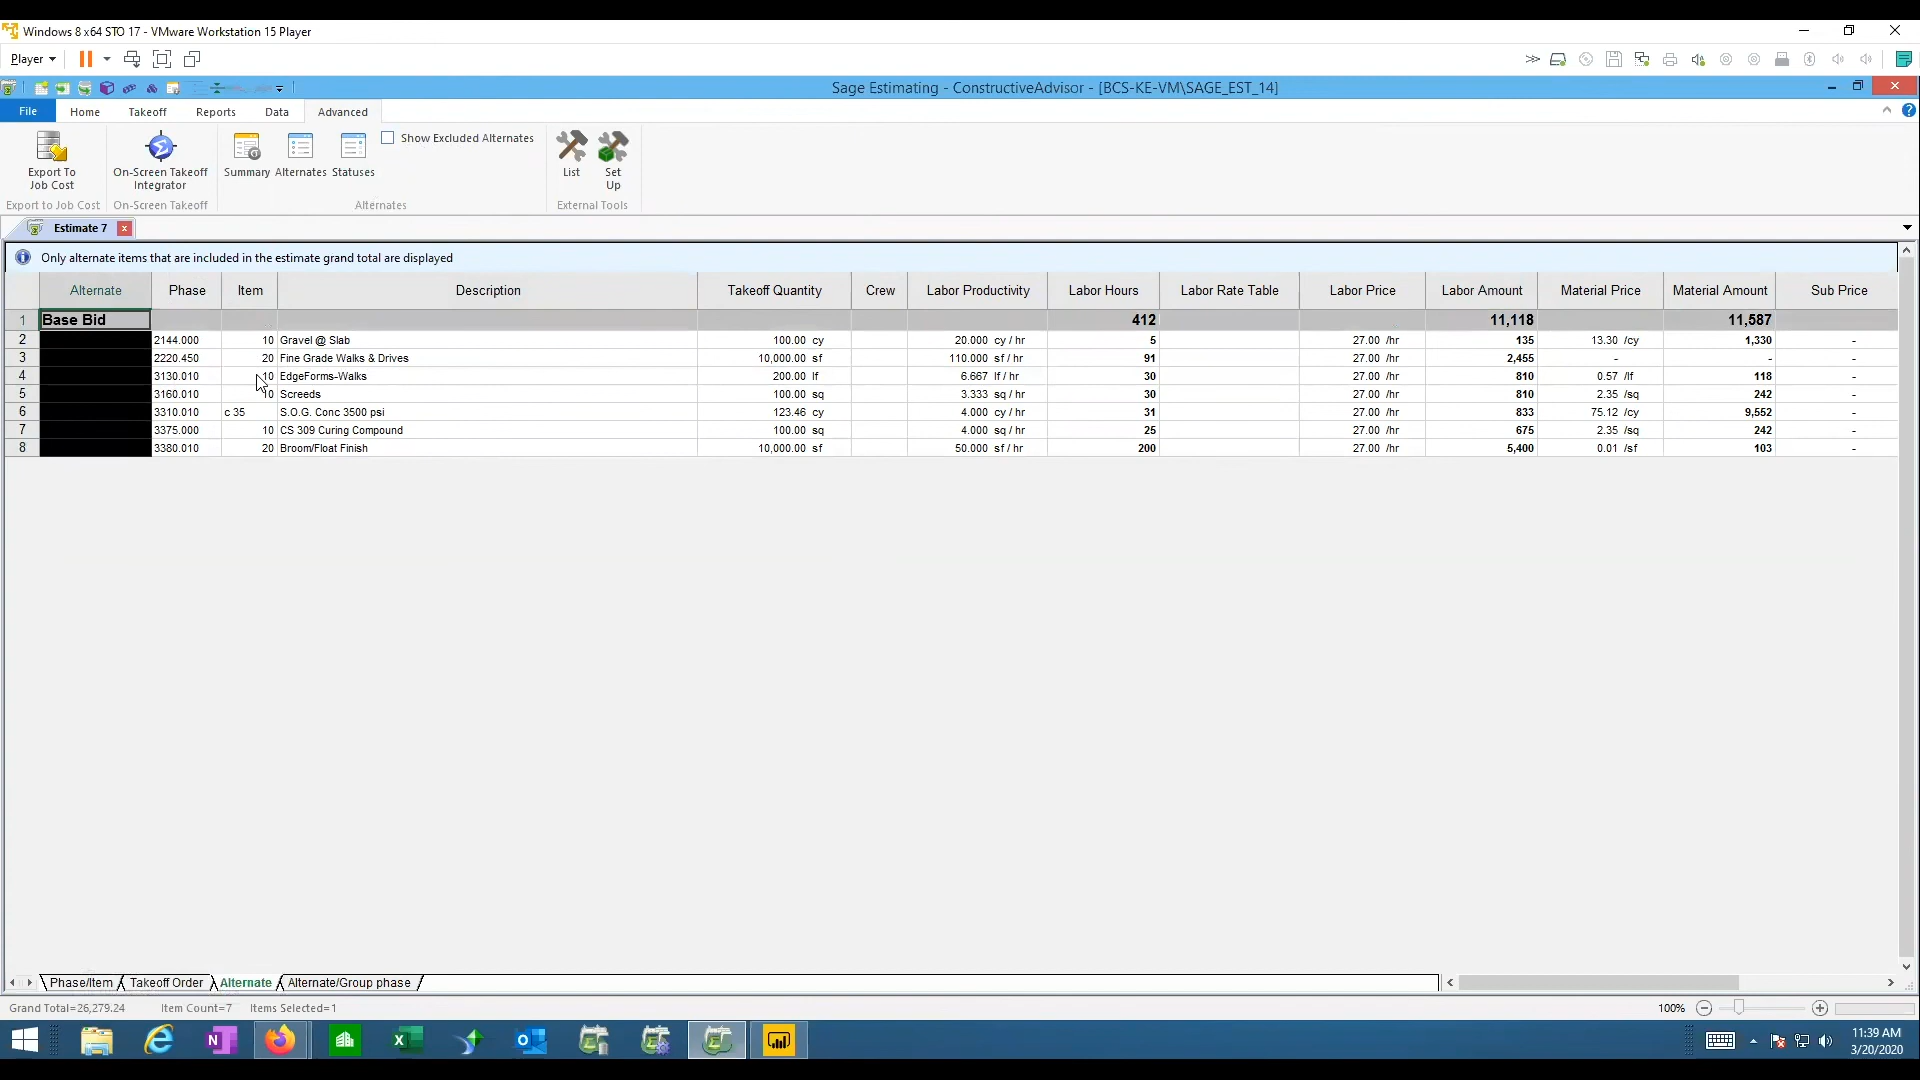 Windows 8 x64 STO 17 - VMware Workstation 15 Player
Player
Sage Estimating - ConstructiveAdvisor - [BCS-KE-VM\SAGE_EST_14]
File Home Takeoff Reports Data Advanced
Export To Job Cost
On-Screen Takeoff Integrator
Summary Alternates Statuses
Show Excluded Alternates
List Set Up
Export to Job Cost On-Screen Takeoff Alternates External Tools
Estimate 7
Only alternate items that are included in the estimate grand total are displayed
Alternate Phase Item Description Takeoff Quantity Crew Labor Productivity Labor Hours Labor Rate Table Labor Price Labor Amount Material Price Material Amount Sub Price
1 Base Bid 412 11,118 11,587
2 2144.000 10 Gravel @ Slab 100.00 cy 20.000 cy / hr 5 27.00 /hr 135 13.30 /cy 1,330 -
3 2220.450 20 Fine Grade Walks & Drives 10,000.00 sf 110.000 sf / hr 91 27.00 /hr 2,455 - - -
4 3130.010 10 EdgeForms-Walks 200.00 lf 6.667 lf / hr 30 27.00 /hr 810 0.57 /lf 118 -
5 3160.010 10 Screeds 100.00 sq 3.333 sq / hr 30 27.00 /hr 810 2.35 /sq 242 -
6 3310.010 c 35 S.O.G. Conc 3500 psi 123.46 cy 4.000 cy / hr 31 27.00 /hr 833 75.12 /cy 9,552 -
7 3375.000 10 CS 309 Curing Compound 100.00 sq 4.000 sq / hr 25 27.00 /hr 675 2.35 /sq 242 -
8 3380.010 20 Broom/Float Finish 10,000.00 sf 50.000 sf / hr 200 27.00 /hr 5,400 0.01 /sf 103 -
Phase/Item Takeoff Order Alternate Alternate/Group phase
Grand Total=26,279.24 Item Count=7 Items Selected=1 100%
11:39 AM
3/20/2020